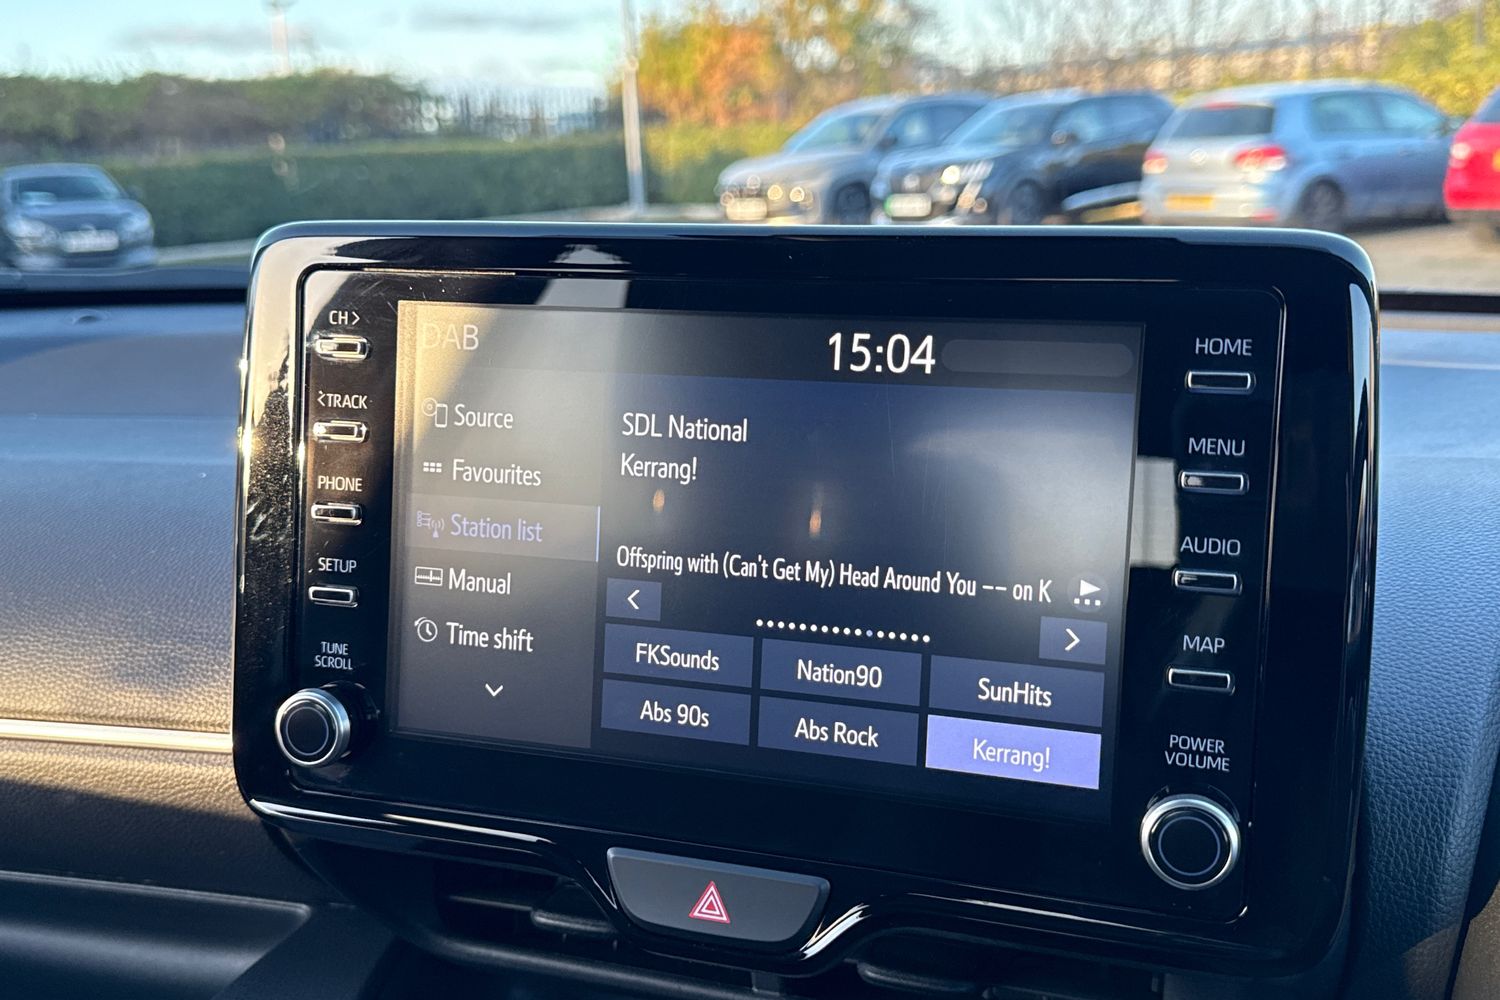 CH>
<TRACK
PHONE
SETUP
TUNE
SCROLL
DAB
15:04
Source
Favourites
Station list
Manual
Time shift
SDL National
Kerrang!
Offspring with (Can't Get My) Head Around You –– on K
FKSounds
Nation90
SunHits
Abs 90s
Abs Rock
Kerrang!
HOME
MENU
AUDIO
MAP
POWER
VOLUME